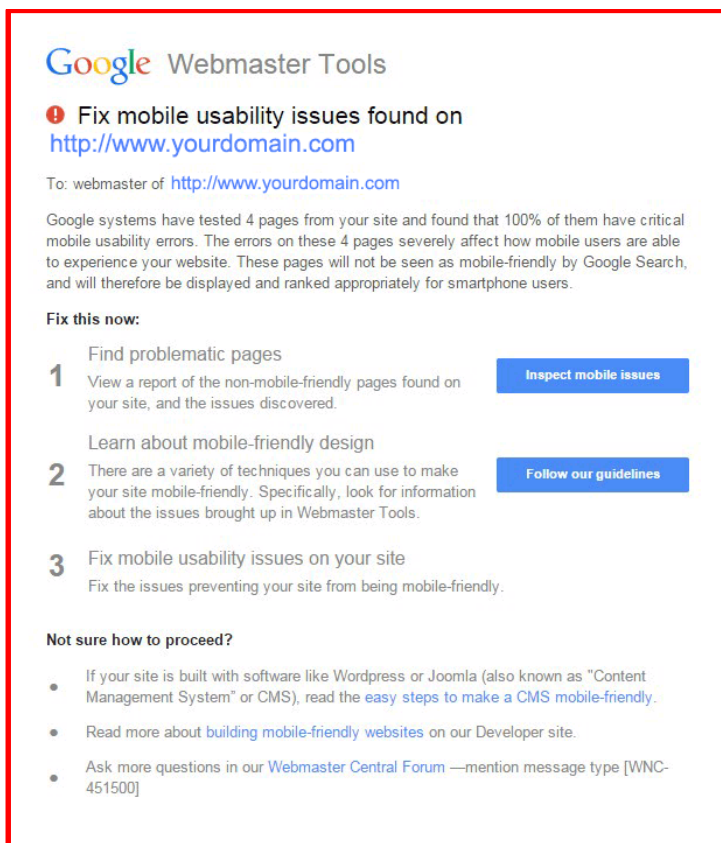 Google Webmaster Tools
Fix mobile usability issues found on
http://www.yourdomain.com
To: webmaster of http://www.yourdomain.com
Google systems have tested 4 pages from your site and found that 100% of them have critical
mobile usability errors. The errors on these 4 pages severely affect how mobile users are able
to experience your website. These pages will not be seen as mobile-friendly by Google Search,
and will therefore be displayed and ranked appropriately for smartphone users.
Fix this now:
1
Find problematic pages
View a report of the non-mobile-friendly pages found on
your site, and the issues discovered.
Inspect mobile issues
2
Learn about mobile-friendly design
There are a variety of techniques you can use to make
your site mobile-friendly. Specifically, look for information
about the issues brought up in Webmaster Tools.
Follow our guidelines
3
Fix mobile usability issues on your site
Fix the issues preventing your site from being mobile-friendly.
Not sure how to proceed?
If your site is built with software like Wordpress or Joomla (also known as "Content
Management System” or CMS), read the easy steps to make a CMS mobile-friendly.
Read more about building mobile-friendly websites on our Developer site.
Ask more questions in our Webmaster Central Forum —mention message type [WNC-
451500]